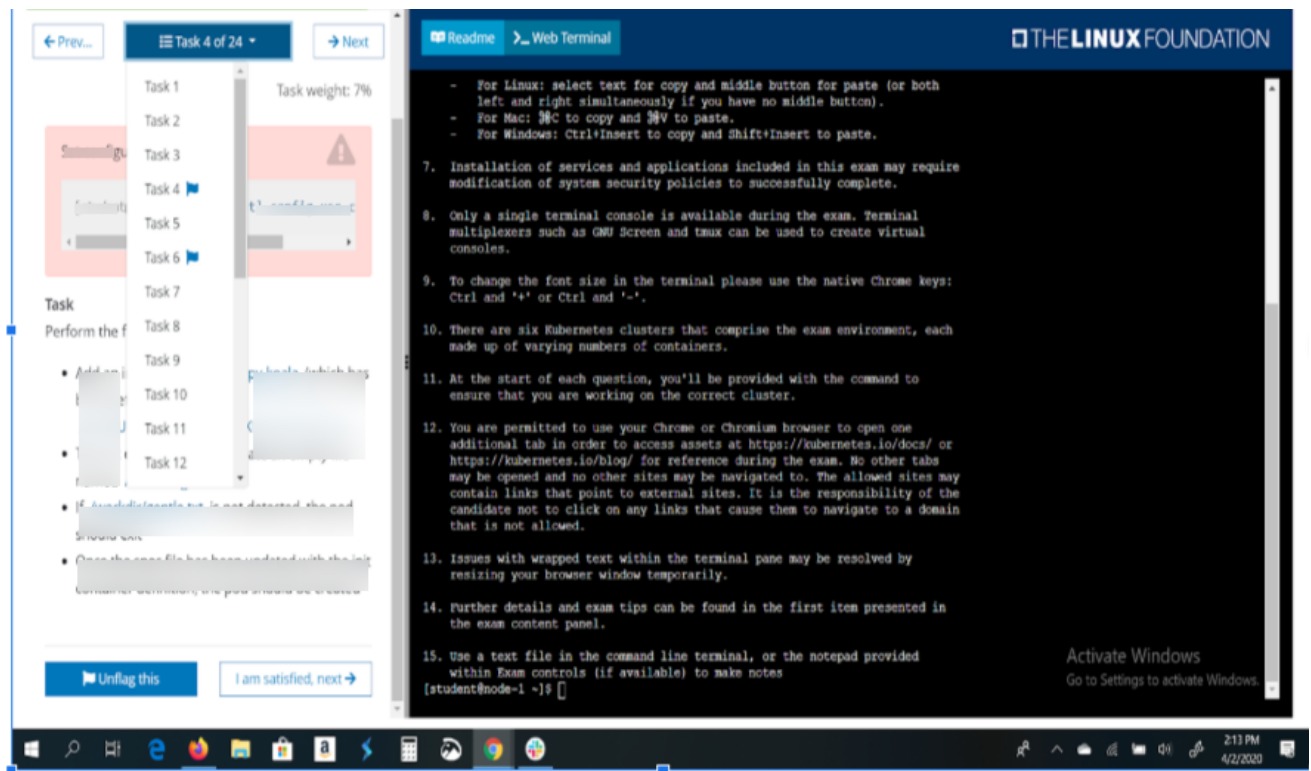 Prev...
Task 4 of 24
Next
Readme
Web Terminal
THE LINUX FOUNDATION
Task 1
Task 2
Task 3
Task 4
Task 5
Task 6
Task 7
Task 8
Task 9
Task 10
Task 11
Task 12
Task weight: 7%
Task
Perform the f
should exit
container definition, the pod should be created
Unflag this
I am satisfied, next
- For Linux: select text for copy and middle button for paste (or both
left and right simultaneously if you have no middle button).
- For Mac: ⌘C to copy and ⌘V to paste.
- For Windows: Ctrl+Insert to copy and Shift+Insert to paste.
7. Installation of services and applications included in this exam may require
modification of system security policies to successfully complete.
8. Only a single terminal console is available during the exam. Terminal
multiplexers such as GNU Screen and tmux can be used to create virtual
consoles.
9. To change the font size in the terminal please use the native Chrome keys:
Ctrl and '+' or Ctrl and '-'.
10. There are six Kubernetes clusters that comprise the exam environment, each
made up of varying numbers of containers.
11. At the start of each question, you'll be provided with the command to
ensure that you are working on the correct cluster.
12. You are permitted to use your Chrome or Chromium browser to open one
additional tab in order to access assets at https://kubernetes.io/docs/ or
https://kubernetes.io/blog/ for reference during the exam. No other tabs
may be opened and no other sites may be navigated to. The allowed sites may
contain links that point to external sites. It is the responsibility of the
candidate not to click on any links that cause them to navigate to a domain
that is not allowed.
13. Issues with wrapped text within the terminal pane may be resolved by
resizing your browser window temporarily.
14. Further details and exam tips can be found in the first item presented in
the exam content panel.
15. Use a text file in the command line terminal, or the notepad provided
within Exam controls (if available) to make notes
[student@node-1 ~]$
Activate Windows
Go to Settings to activate Windows.
2:13 PM
4/2/2020